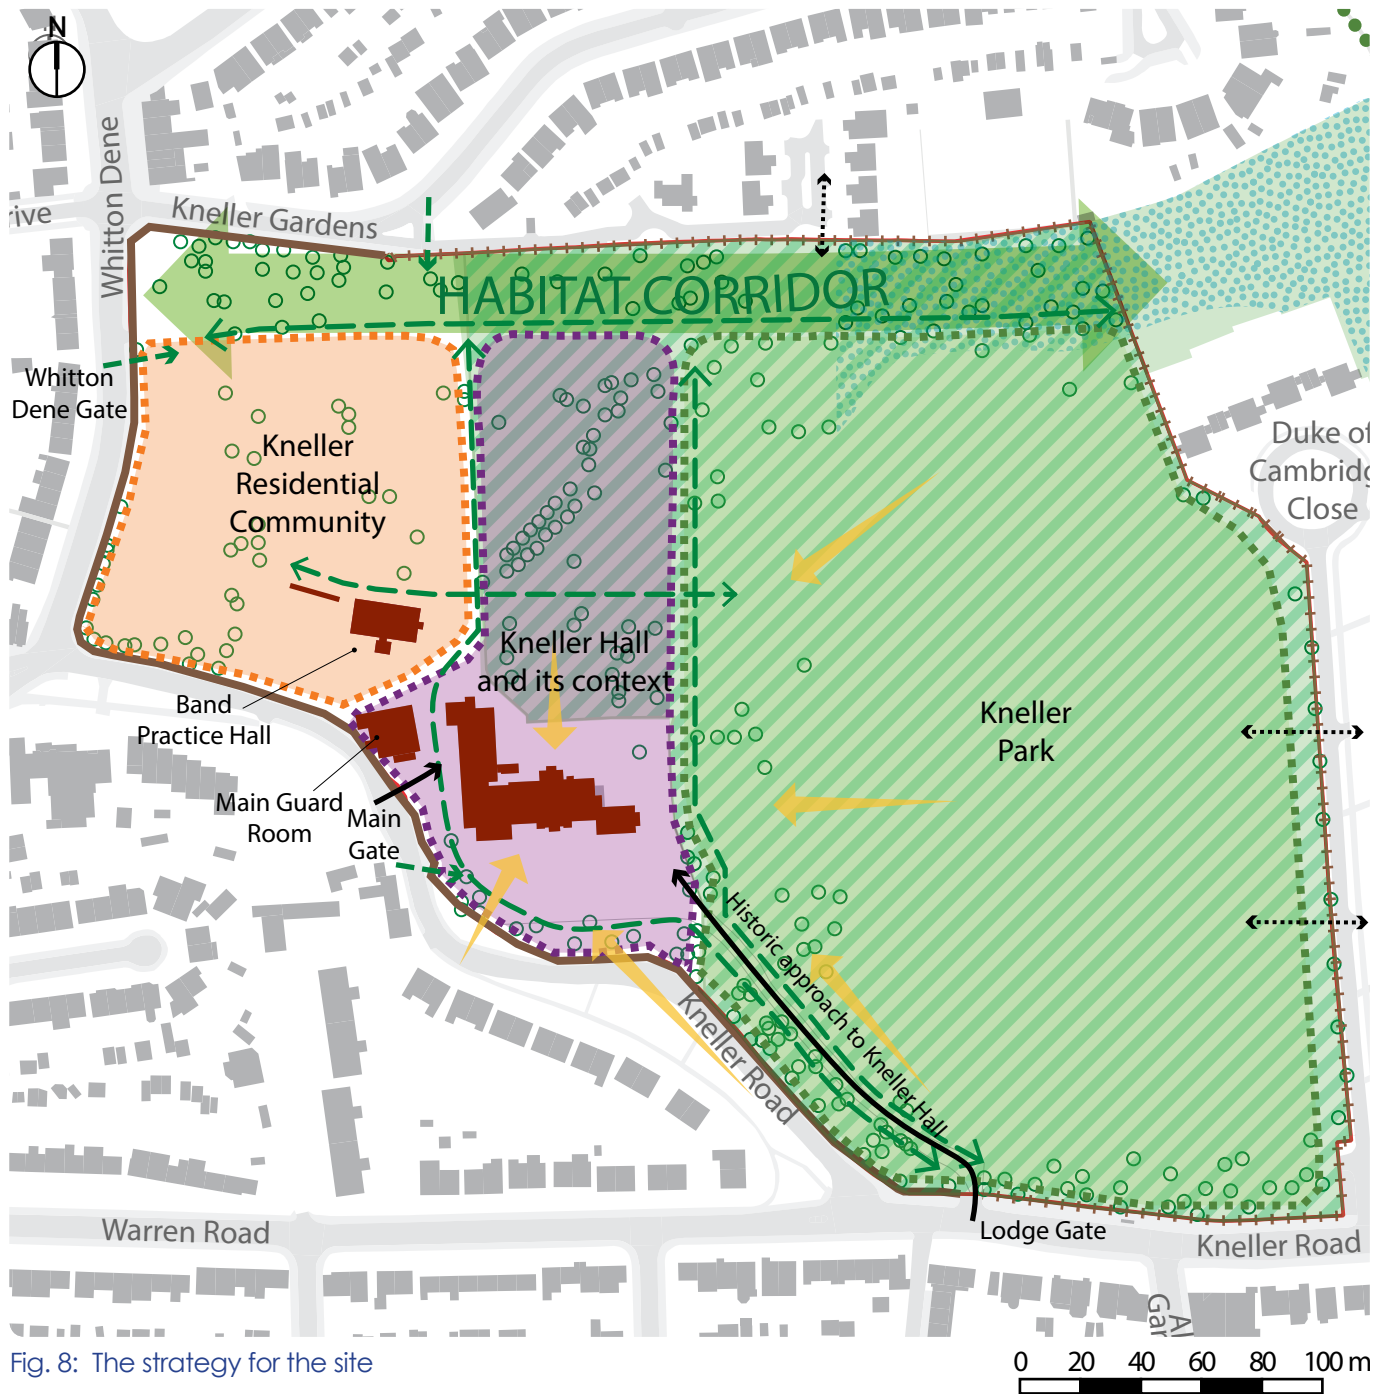 N
Whitton Dene
rive
Kneller Gardens
HABITAT CORRIDOR
Whitton
Dene Gate
Kneller
Residential
Community
Duke of
Cambridg
Close
Kneller Hall
and its context
Kneller
Park
Band
Practice Hall
Main Guard
Room
Main
Gate
Historic approach to Kneller Hall
Kneller Road
Lodge Gate
Warren Road
Kneller Road
Al
Gar
Fig. 8: The strategy for the site
0 20 40 60 80 100 m